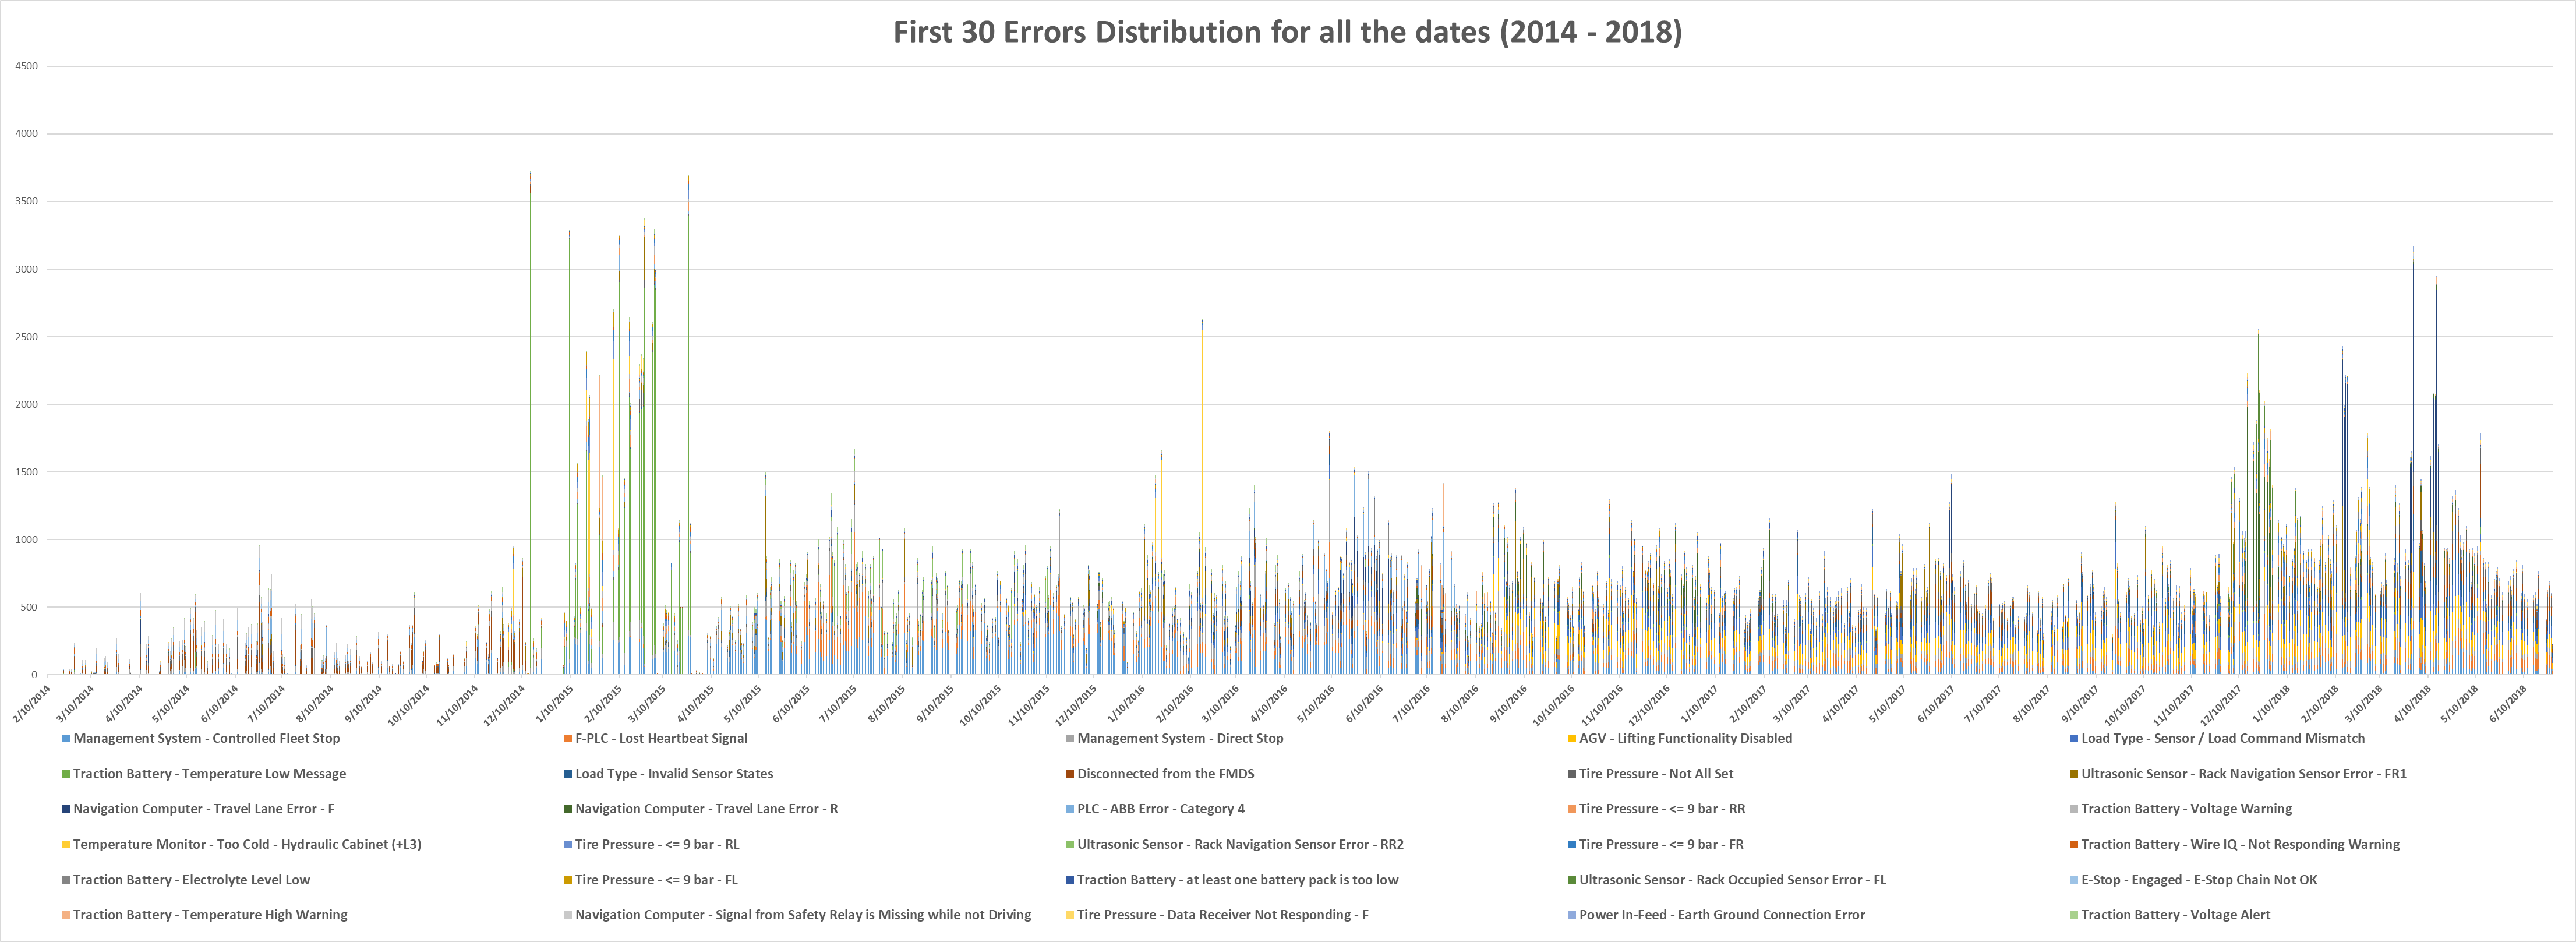 First 30 Errors Distribution for all the dates (2014 - 2018)
4500
4000
3500
3000
2500
2000
1500
1000
500
0
2/10/2014 3/10/2014 4/10/2014 5/10/2014 6/10/2014 7/10/2014 8/10/2014 9/10/2014 10/10/2014 11/10/2014 12/10/2014 1/10/2015 2/10/2015 3/10/2015 4/10/2015 5/10/2015 6/10/2015 7/10/2015 8/10/2015 9/10/2015 10/10/2015 11/10/2015 12/10/2015 1/10/2016 2/10/2016 3/10/2016 4/10/2016 5/10/2016 6/10/2016 7/10/2016 8/10/2016 9/10/2016 10/10/2016 11/10/2016 12/10/2016 1/10/2017 2/10/2017 3/10/2017 4/10/2017 5/10/2017 6/10/2017 7/10/2017 8/10/2017 9/10/2017 10/10/2017 11/10/2017 12/10/2017 1/10/2018 2/10/2018 3/10/2018 4/10/2018 5/10/2018 6/10/2018
Management System - Controlled Fleet Stop F-PLC - Lost Heartbeat Signal Management System - Direct Stop AGV - Lifting Functionality Disabled Load Type - Sensor / Load Command Mismatch
Traction Battery - Temperature Low Message Load Type - Invalid Sensor States Disconnected from the FMDS Tire Pressure - Not All Set Ultrasonic Sensor - Rack Navigation Sensor Error - FR1
Navigation Computer - Travel Lane Error - F Navigation Computer - Travel Lane Error - R PLC - ABB Error - Category 4 Tire Pressure - <= 9 bar - RR Traction Battery - Voltage Warning
Temperature Monitor - Too Cold - Hydraulic Cabinet (+L3) Tire Pressure - <= 9 bar - RL Ultrasonic Sensor - Rack Navigation Sensor Error - RR2 Tire Pressure - <= 9 bar - FR Traction Battery - Wire IQ - Not Responding Warning
Traction Battery - Electrolyte Level Low Tire Pressure - <= 9 bar - FL Traction Battery - at least one battery pack is too low Ultrasonic Sensor - Rack Occupied Sensor Error - FL E-Stop - Engaged - E-Stop Chain Not OK
Traction Battery - Temperature High Warning Navigation Computer - Signal from Safety Relay is Missing while not Driving Tire Pressure - Data Receiver Not Responding - F Power In-Feed - Earth Ground Connection Error Traction Battery - Voltage Alert